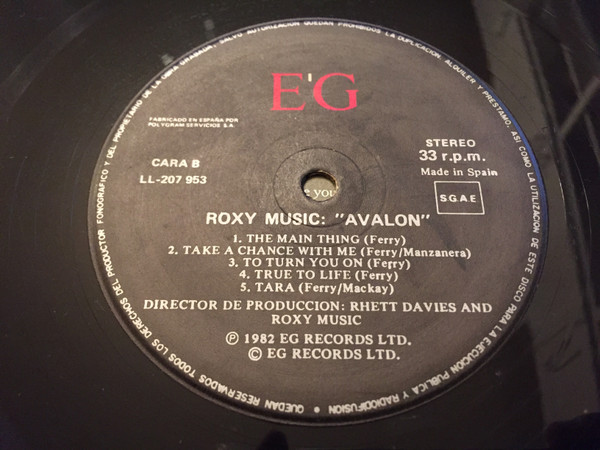 E'G
FABRICADO EN ESPAÑA POR
POLYGRAM SERVICIOS S.A.
CARA B
LL-207 953
STEREO
33 r.p.m.
Made in Spain
S.G.A.E
e you
ROXY MUSIC: "AVALON"
1. THE MAIN THING (Ferry)
2. TAKE A CHANCE WITH ME (Ferry/Manzanera)
3. TO TURN YOU ON (Ferry)
4. TRUE TO LIFE (Ferry)
5. TARA (Ferry/Mackay)
DIRECTOR DE PRODUCCION: RHETT DAVIES AND
ROXY MUSIC
Ⓟ 1982 EG RECORDS LTD.
© EG RECORDS LTD.
QUEDAN RESERVADOS TODOS LOS DERECHOS DEL PRODUCTOR FONOGRAFICO Y DEL PROPIETARIO DE LA OBRA GRABADA, SALVO AUTORIZACION QUEDAN PROHIBIDOS LA DUPLICACION, ALQUILER Y PRESTAMO, ASI COMO LA UTILIZACION DE ESTE DISCO PARA LA EJECUCION PUBLICA Y RADIODIFUSION •